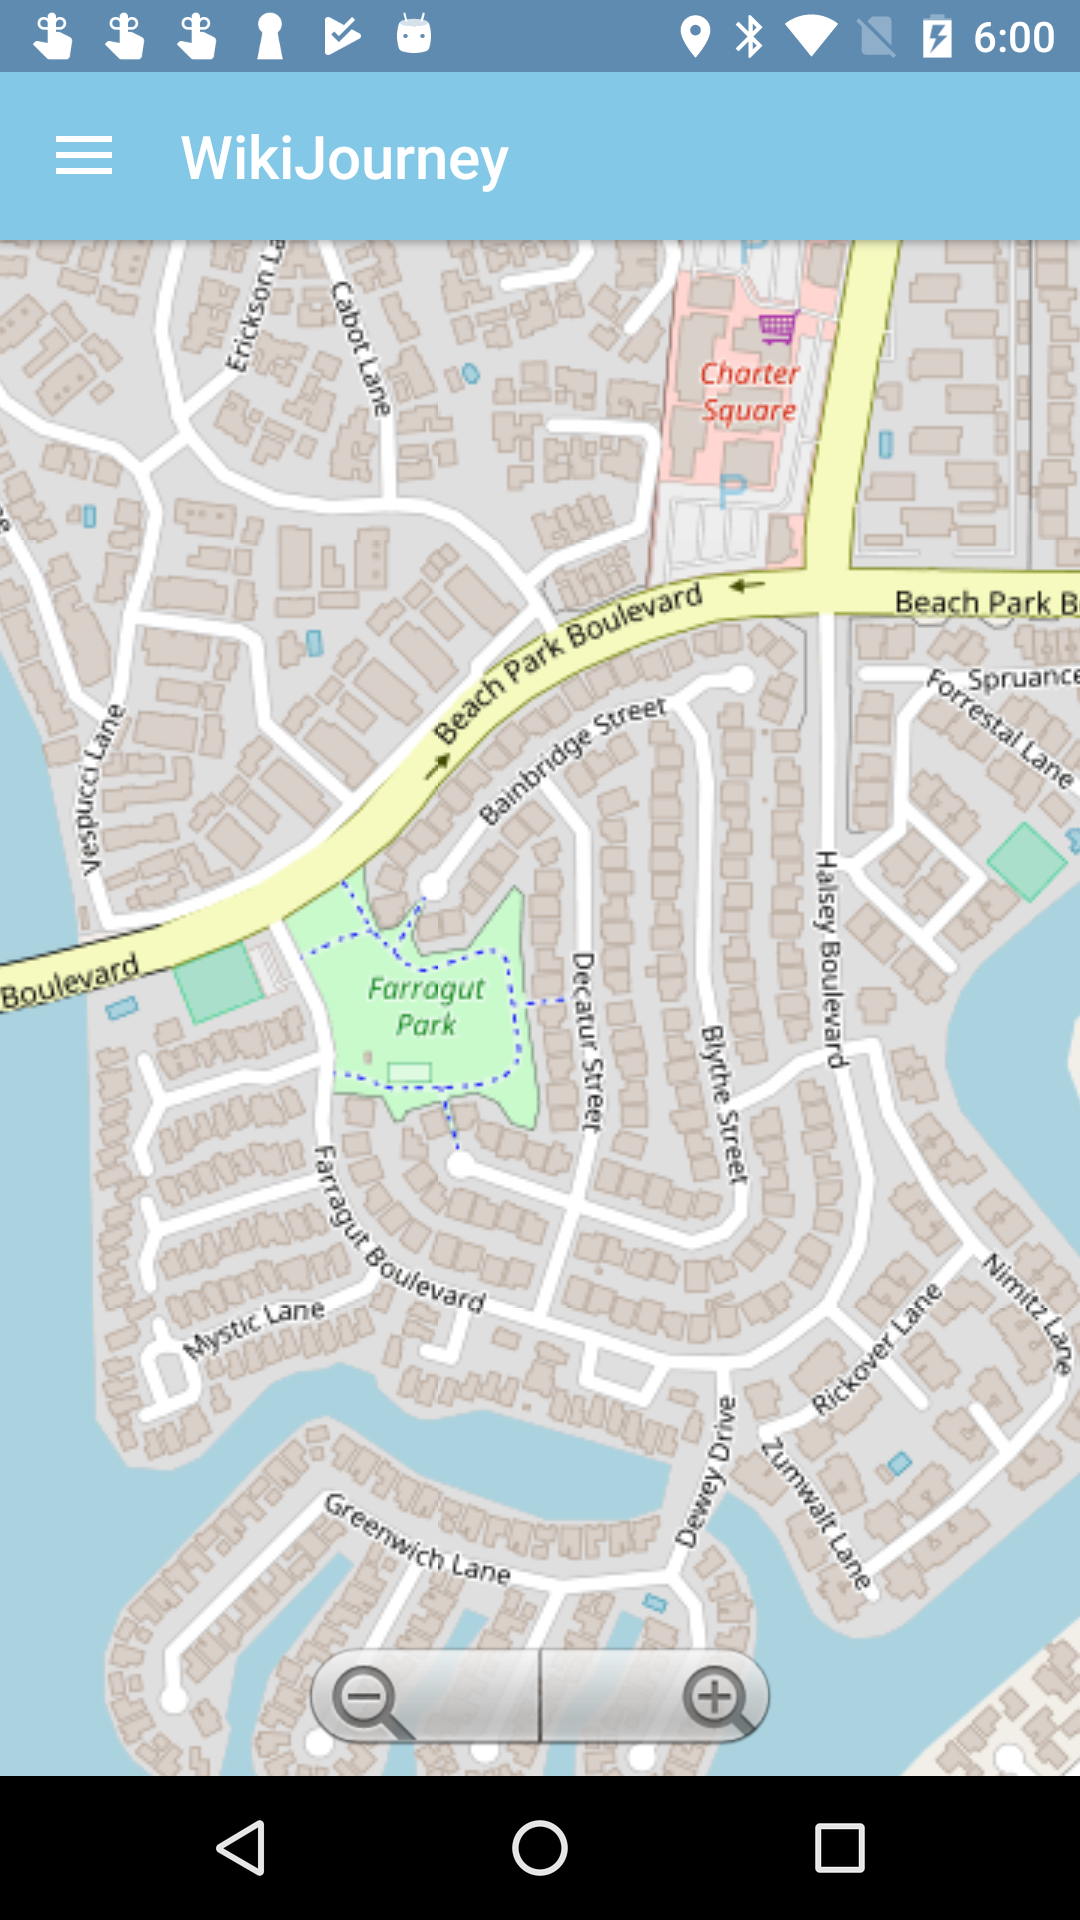 6:00
WikiJourney
Erickson La
Cabot Lane
P
Charter
Square
P
Beach Park Boulevard
Beach Park B
Spruance
Forrestal Lane
Bainbridge Street
Vespucci Lane
Halsey Boulevard
Boulevard
Farragut
Park
Decatur Street
Blythe Street
Farragut Boulevard
Mystic Lane
Nimitz Lane
Rickover Lane
Dewey Drive
Zumwalt Lane
Greenwich Lane